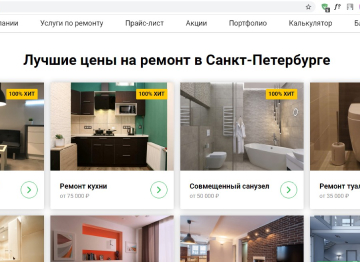 пании Услуги по ремонту Прайс-лист Акции Портфолио Калькулятор Бл
Лучшие цены на ремонт в Санкт-Петербурге
100% ХИТ 100% ХИТ 100% ХИТ
Ремонт кухни Совмещенный санузел Ремонт туал
от 75 000 ₽ от 50 000 ₽ от 35 000 ₽